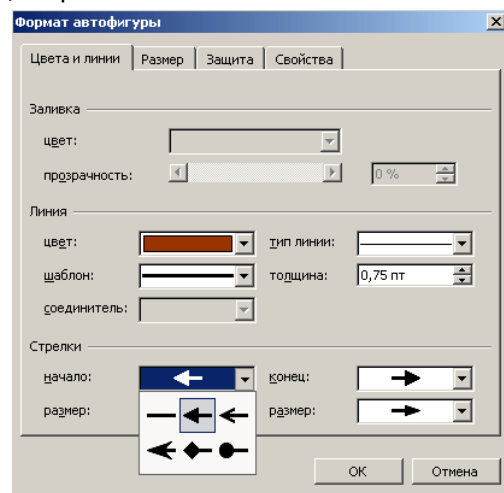 Формат автофигуры
Цвета и линии Размер Защита Свойства
Заливка
цвет:
прозрачность: 0 %
Линия
цвет: тип линии:
шаблон: толщина: 0,75 пт
соединитель:
Стрелки
начало: конец:
размер: размер:
ОК Отмена